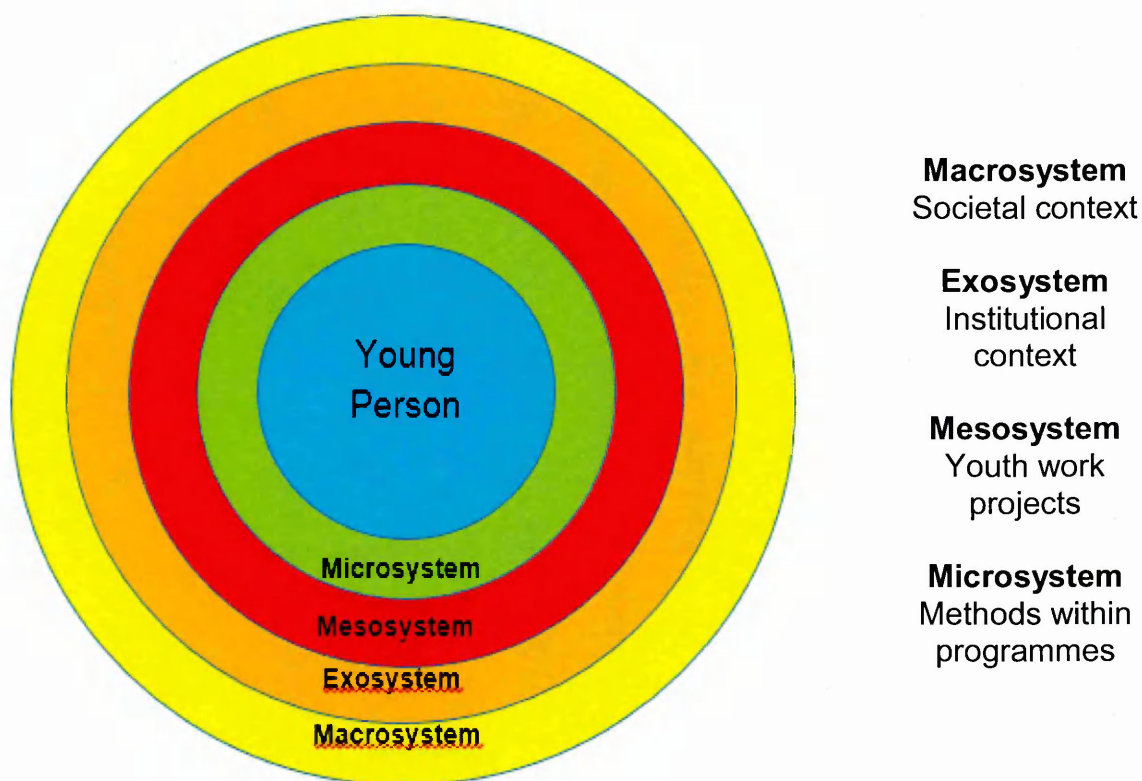 Young
Person
Microsystem
Mesosystem
Exosystem
Macrosystem
Macrosystem
Societal context
Exosystem
Institutional
context
Mesosystem
Youth work
projects
Microsystem
Methods within
programmes